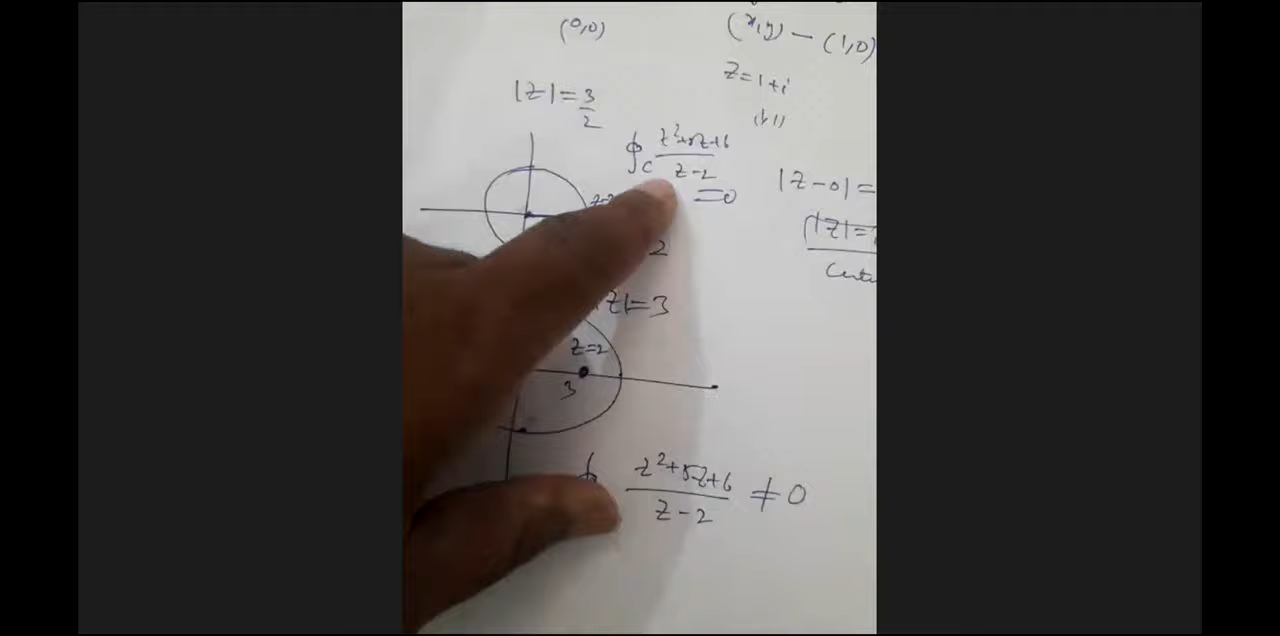 (0,0)
(x,y) — (1,0)
z=1+i
|z|=3/2
∮c z²+5z+6 / z-2 =0
|z-0|=
|z|=
2
|z|=3
z=2
3
∮ z²+5z+6 / z-2 ≠0